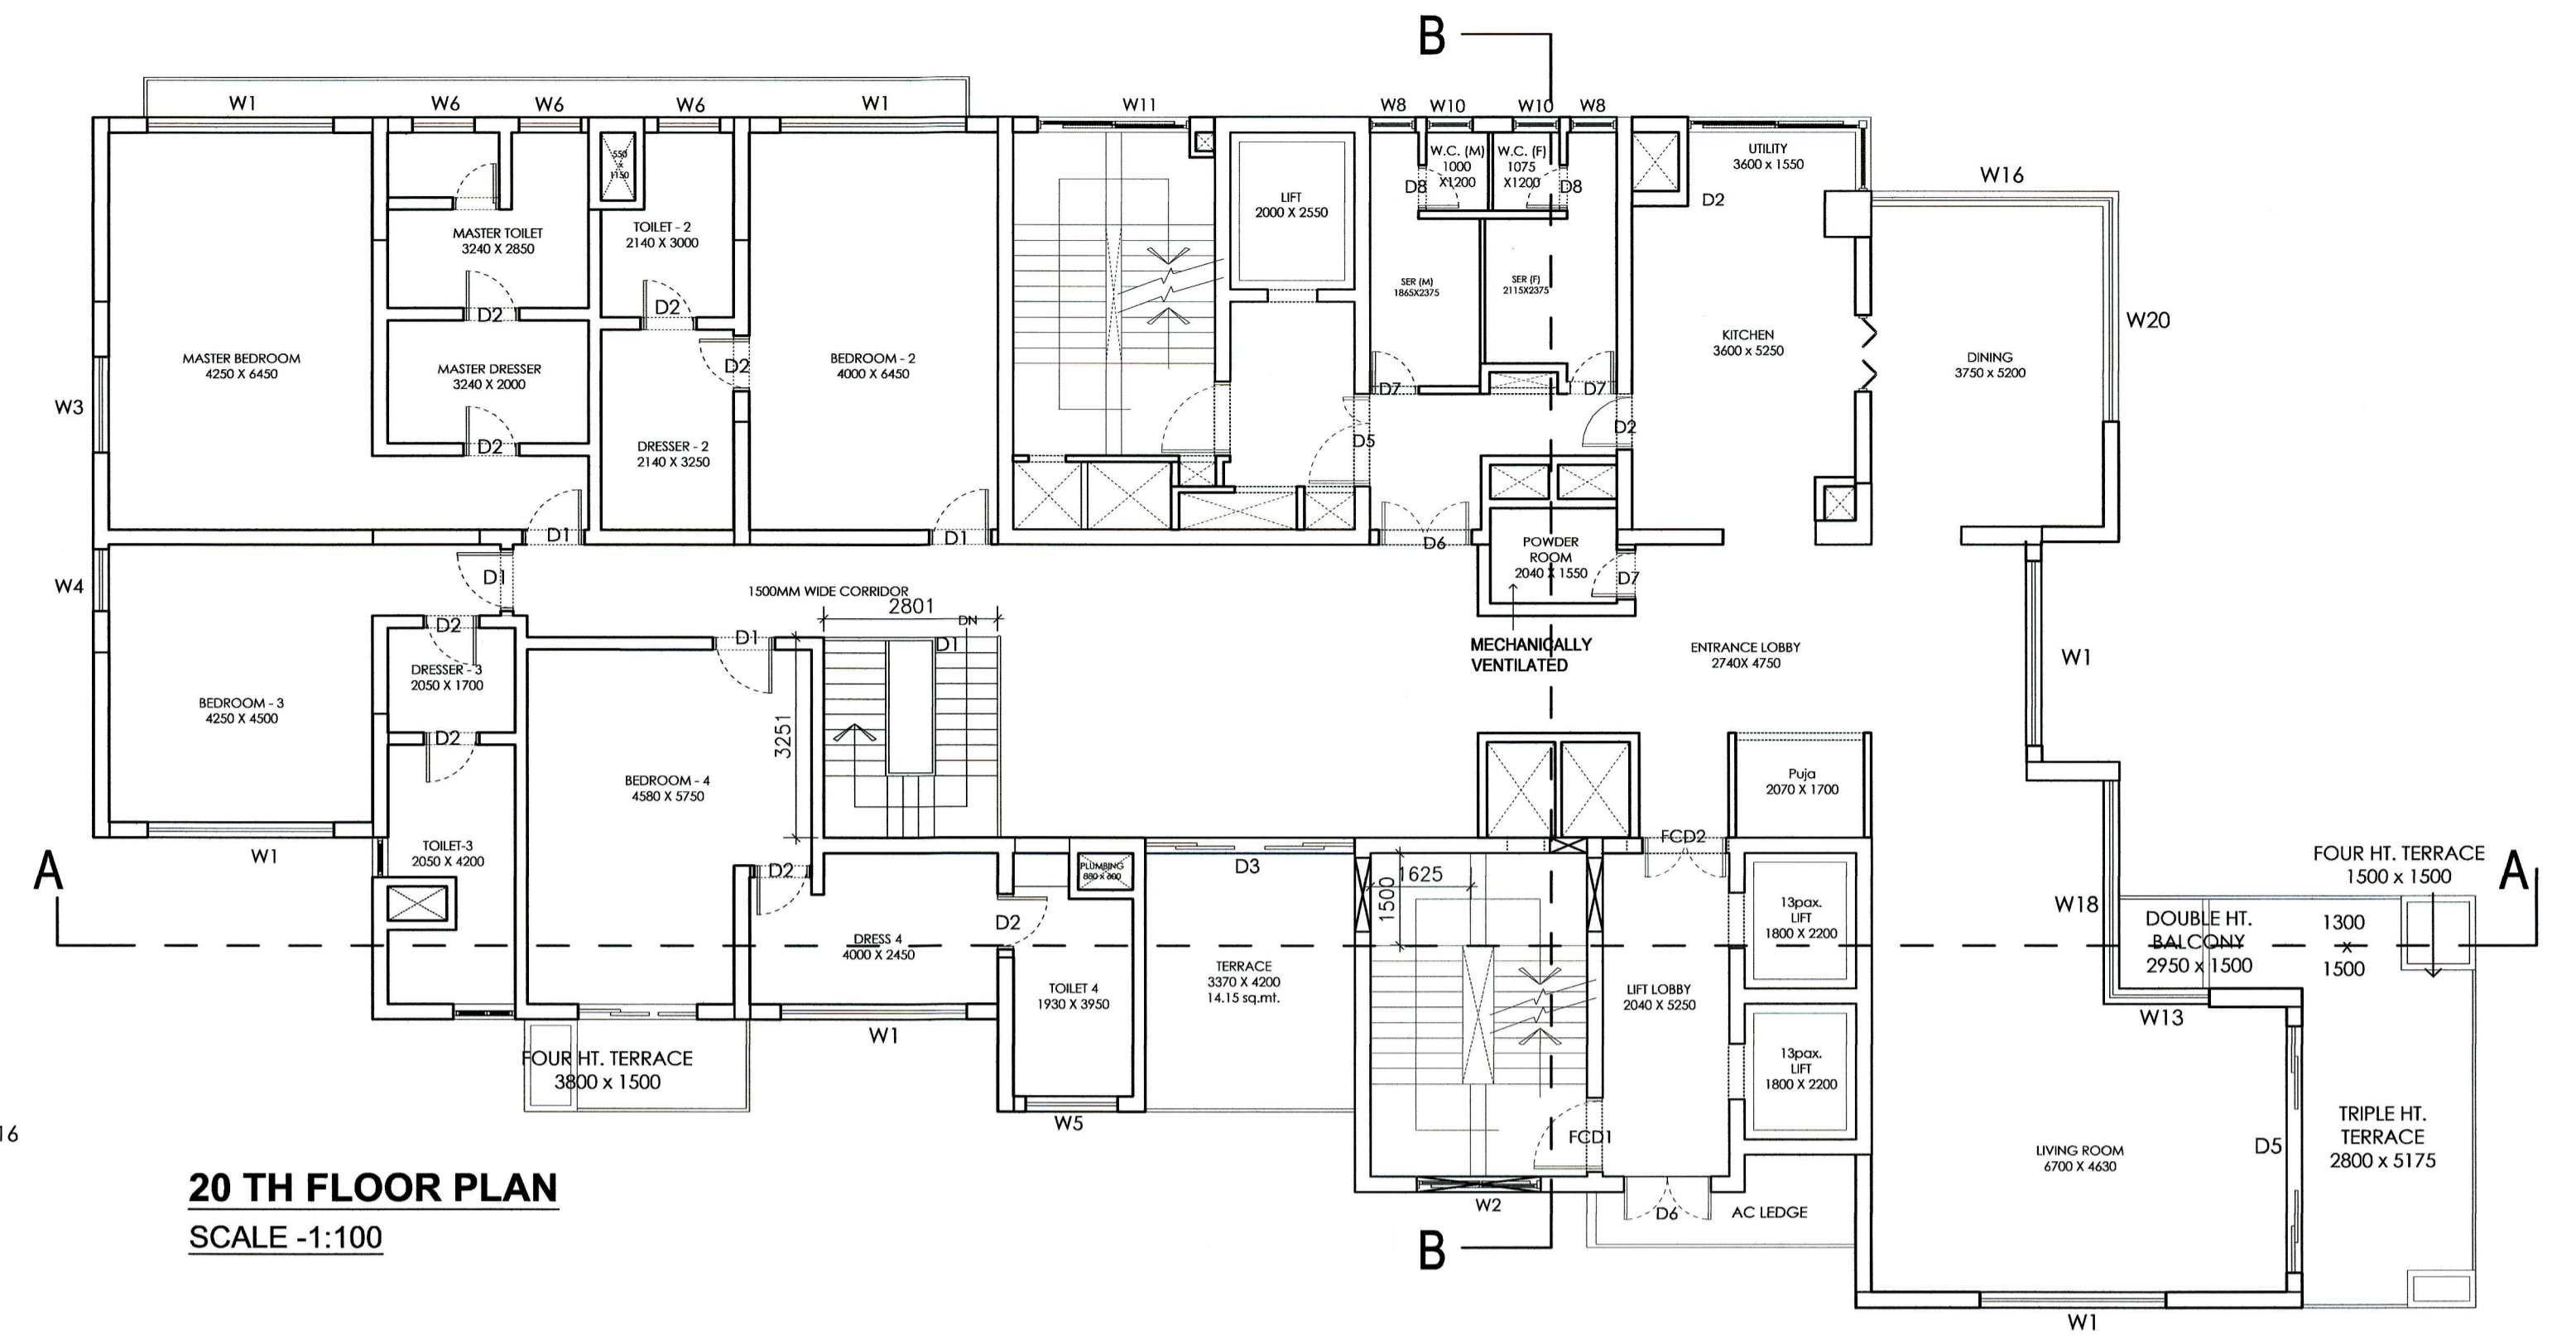 B
W1
W6
W6
W6
W1
W11
W8
W10
W10
W8
550
x
1150
W.C. (M)
1000
X1200
W.C. (F)
1075
X1200
UTILITY
3600 x 1550
W16
D8
D8
D2
LIFT
2000 X 2550
MASTER TOILET
3240 X 2850
TOILET - 2
2140 X 3000
SER (M)
1865X2375
SER (F)
2115X2375
D2
D2
W20
KITCHEN
3600 x 5250
MASTER BEDROOM
4250 X 6450
MASTER DRESSER
3240 X 2000
D2
BEDROOM - 2
4000 X 6450
DINING
3750 x 5200
D7
D7
W3
D2
DRESSER - 2
2140 X 3250
D5
D2
D1
D1
D6
POWDER
ROOM
2040 X 1550
D7
W4
D1
1500MM WIDE CORRIDOR
2801
DN
D2
D1
D1
MECHANICALLY
VENTILATED
ENTRANCE LOBBY
2740X 4750
W1
DRESSER - 3
2050 X 1700
BEDROOM - 3
4250 X 4500
D2
3251
BEDROOM - 4
4580 X 5750
Puja
2070 X 1700
TOILET-3
2050 X 4200
W1
FCD2
A
D2
PLUMBING
880 x 800
D3
1625
1500
FOUR HT. TERRACE
1500 x 1500
A
13pax.
LIFT
1800 X 2200
W18
DOUBLE HT.
BALCONY
2950 x 1500
1300
x
1500
D2
DRESS 4
4000 X 2450
TERRACE
3370 X 4200
14.15 sq.mt.
TOILET 4
1930 X 3950
LIFT LOBBY
2040 X 5250
W13
W1
FOUR HT. TERRACE
3800 x 1500
13pax.
LIFT
1800 X 2200
W5
16
FCD1
LIVING ROOM
6700 X 4630
D5
TRIPLE HT.
TERRACE
2800 x 5175
20 TH FLOOR PLAN
SCALE -1:100
W2
D6
AC LEDGE
B
W1